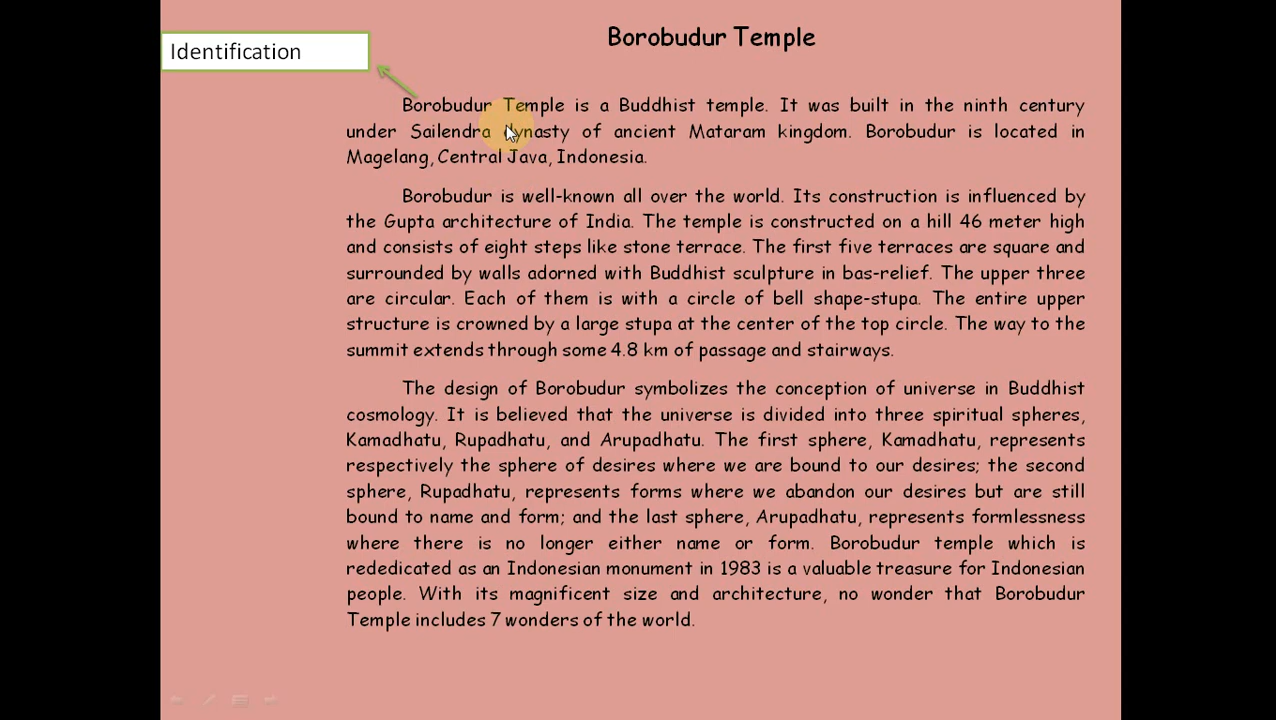 Borobudur Temple
Identification
Borobudur Temple is a Buddhist temple. It was built in the ninth century
under Sailendra dynasty of ancient Mataram kingdom. Borobudur is located in
Magelang, Central Java, Indonesia.
Borobudur is well-known all over the world. Its construction is influenced by
the Gupta architecture of India. The temple is constructed on a hill 46 meter high
and consists of eight steps like stone terrace. The first five terraces are square and
surrounded by walls adorned with Buddhist sculpture in bas-relief. The upper three
are circular. Each of them is with a circle of bell shape-stupa. The entire upper
structure is crowned by a large stupa at the center of the top circle. The way to the
summit extends through some 4.8 km of passage and stairways.
The design of Borobudur symbolizes the conception of universe in Buddhist
cosmology. It is believed that the universe is divided into three spiritual spheres,
Kamadhatu, Rupadhatu, and Arupadhatu. The first sphere, Kamadhatu, represents
respectively the sphere of desires where we are bound to our desires; the second
sphere, Rupadhatu, represents forms where we abandon our desires but are still
bound to name and form; and the last sphere, Arupadhatu, represents formlessness
where there is no longer either name or form. Borobudur temple which is
rededicated as an Indonesian monument in 1983 is a valuable treasure for Indonesian
people. With its magnificent size and architecture, no wonder that Borobudur
Temple includes 7 wonders of the world.